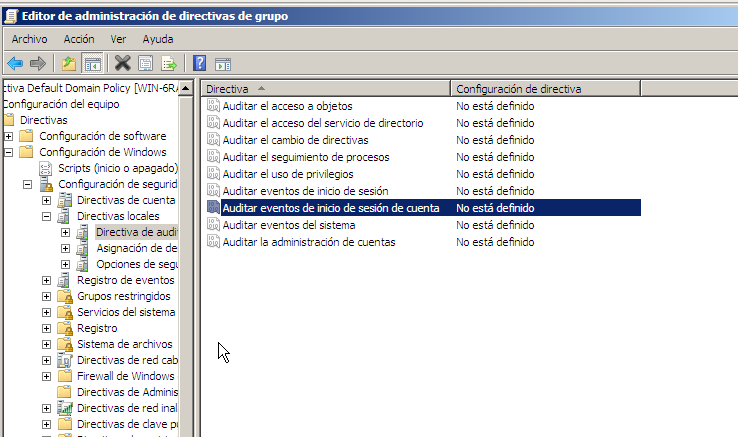 Editor de administración de directivas de grupo
Archivo Acción Ver Ayuda
ctiva Default Domain Policy [WIN-6RA
Configuración del equipo
Directivas
Configuración de software
Configuración de Windows
Scripts (inicio o apagado)
Configuración de segurid
Directivas de cuenta
Directivas locales
Directiva de audit
Asignación de de
Opciones de segu
Registro de eventos
Grupos restringidos
Servicios del sistema
Registro
Sistema de archivos
Directivas de red cab
Firewall de Windows
Directivas de Adminis
Directivas de red inal
Directivas de clave p
Directiva Configuración de directiva
Auditar el acceso a objetos No está definido
Auditar el acceso del servicio de directorio No está definido
Auditar el cambio de directivas No está definido
Auditar el seguimiento de procesos No está definido
Auditar el uso de privilegios No está definido
Auditar eventos de inicio de sesión No está definido
Auditar eventos de inicio de sesión de cuenta No está definido
Auditar eventos del sistema No está definido
Auditar la administración de cuentas No está definido